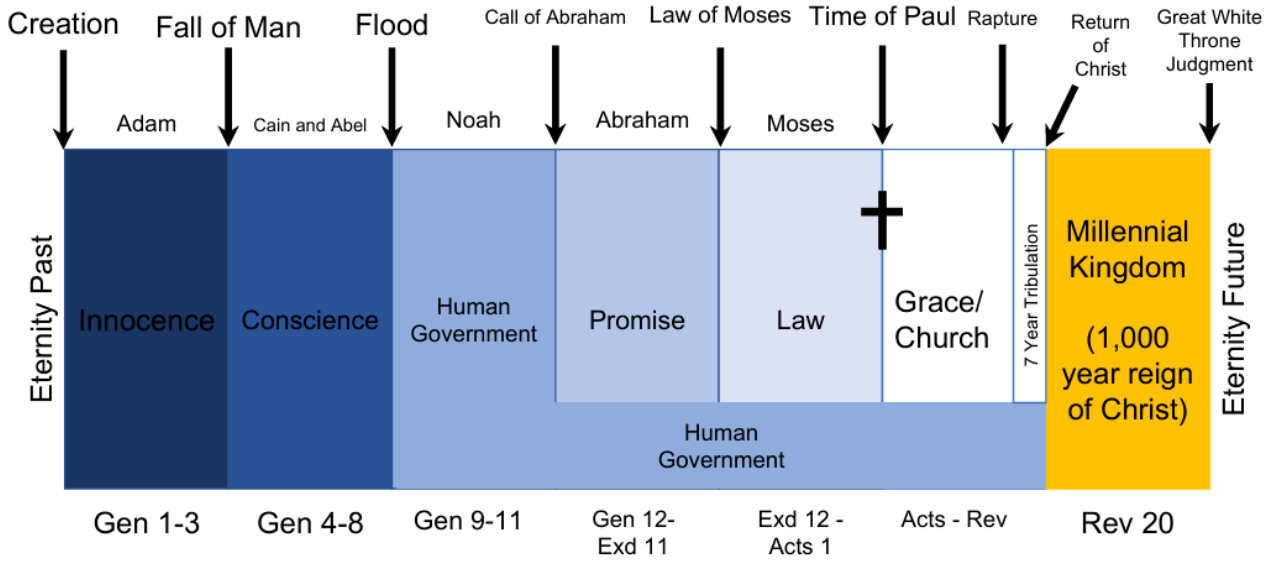 Creation
Fall of Man
Flood
Call of Abraham
Law of Moses
Time of Paul
Rapture
Return
of
Christ
Great White
Throne
Judgment
Adam
Cain and Abel
Noah
Abraham
Moses
Eternity Past
Innocence
Conscience
Human
Government
Promise
Law
Grace/
Church
7 Year Tribulation
Millennial
Kingdom
(1,000
year reign
of Christ)
Eternity Future
Human
Government
Gen 1-3
Gen 4-8
Gen 9-11
Gen 12-
Exd 11
Exd 12 -
Acts 1
Acts - Rev
Rev 20